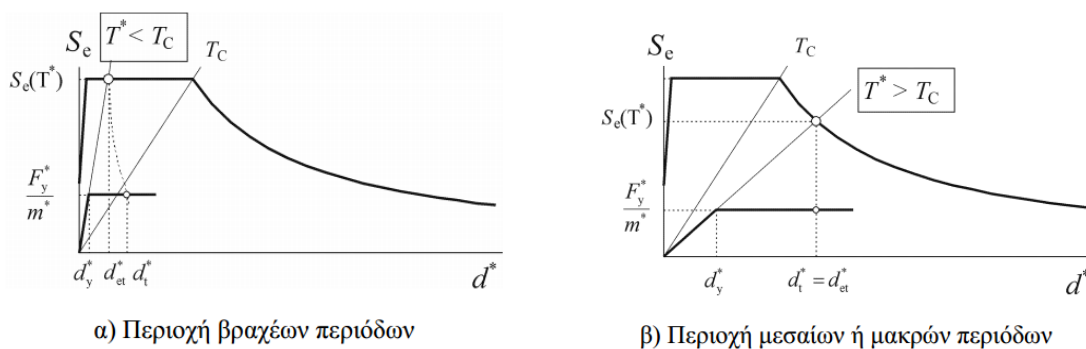 S_e
T* < T_C
T_C
S_e(T*)
F_y*
m*
d_y* d_et* d_t*
d*
α) Περιοχή βραχέων περιόδων
S_e
T_C
T* > T_C
S_e(T*)
F_y*
m*
d_y*
d_t* = d_et*
d*
β) Περιοχή μεσαίων ή μακρών περιόδων